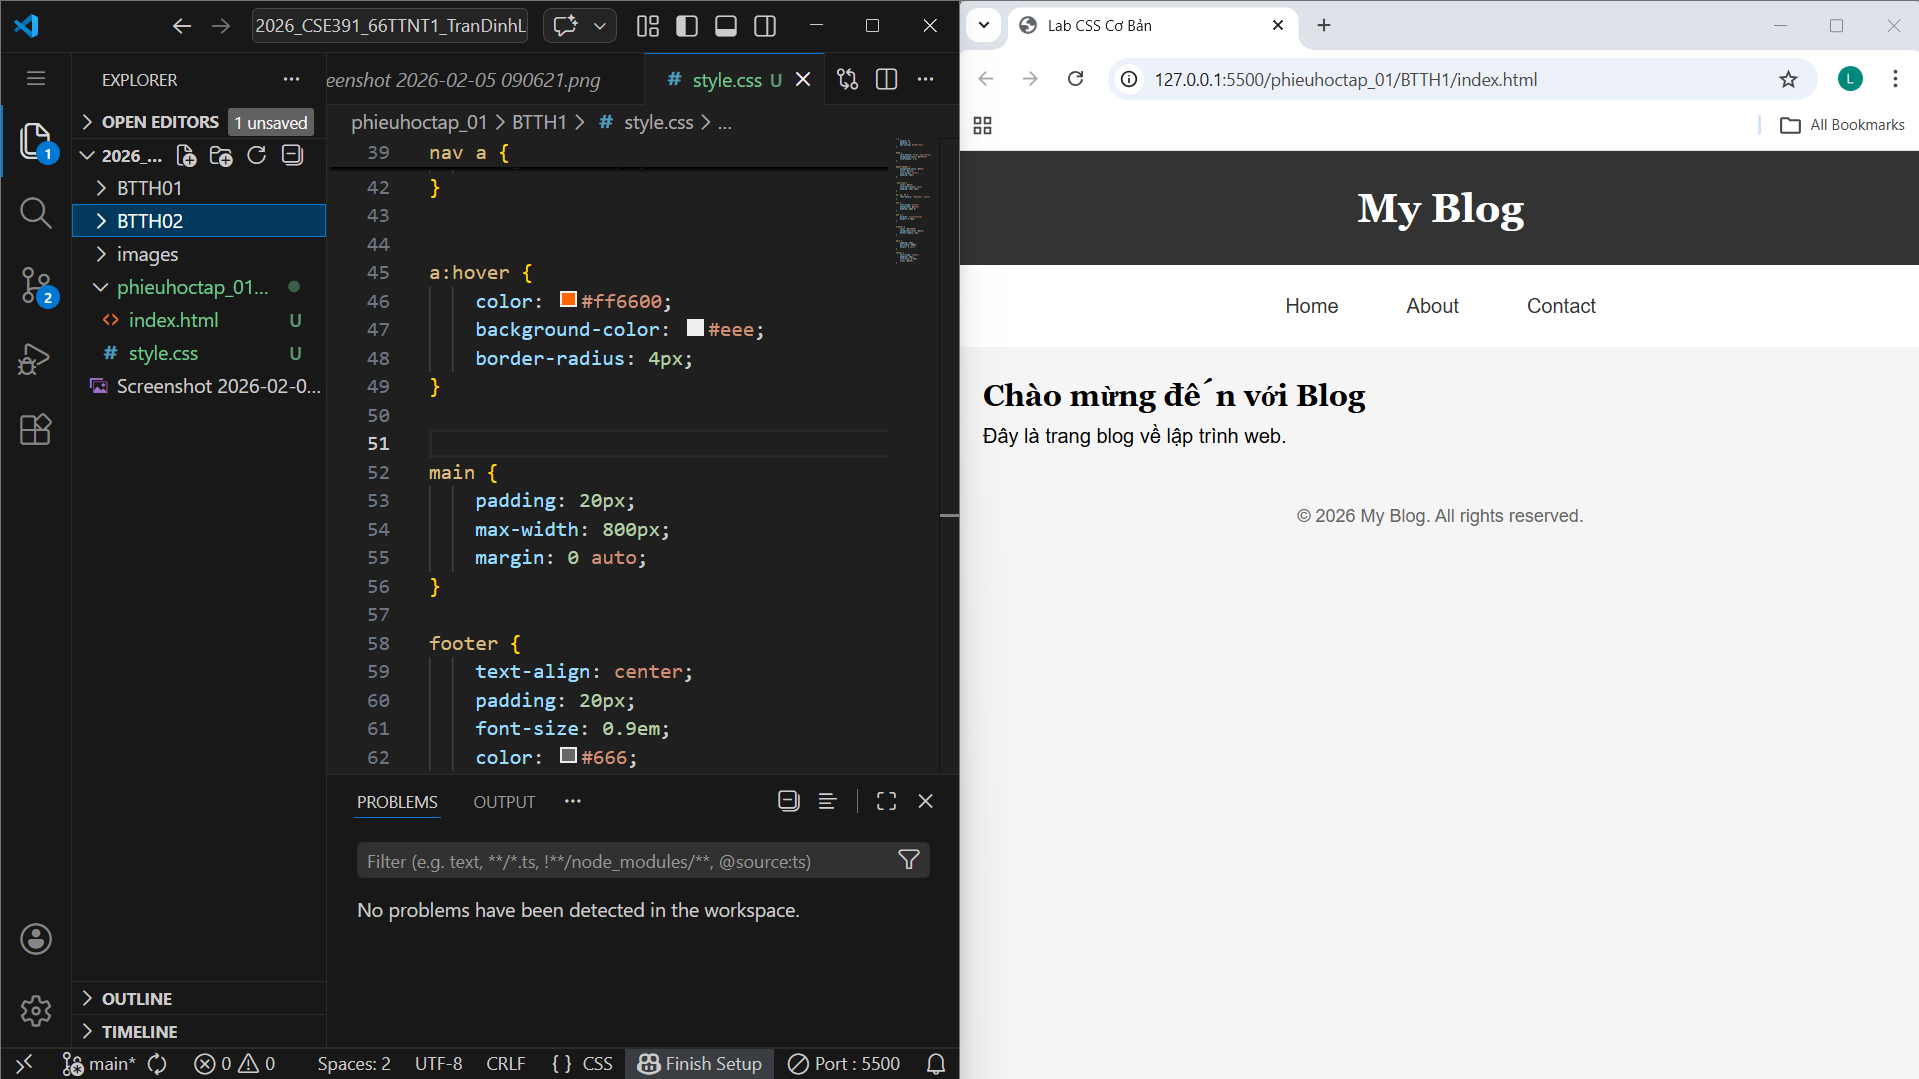 2026_CSE391_66TTNT1_TranDinhL
EXPLORER
OPEN EDITORS
1 unsaved
2026_...
BTTH01
BTTH02
images
phieuhoctap_01...
index.html U
style.css U
Screenshot 2026-02-0...
OUTLINE
TIMELINE
1
2
eenshot 2026-02-05 090621.png
# style.css U
phieuhoctap_01 > BTTH1 > # style.css > ...
39 nav a {
42 }
43
44
45 a:hover {
46 color: #ff6600;
47 background-color: #eee;
48 border-radius: 4px;
49 }
50
51
52 main {
53 padding: 20px;
54 max-width: 800px;
55 margin: 0 auto;
56 }
57
58 footer {
59 text-align: center;
60 padding: 20px;
61 font-size: 0.9em;
62 color: #666;
PROBLEMS OUTPUT ...
Filter (e.g. text, **/*.ts, !**/node_modules/**, @source:ts)
No problems have been detected in the workspace.
main* 0 0 Spaces: 2 UTF-8 CRLF { } CSS Finish Setup Port : 5500
Lab CSS Cơ Bản
127.0.0.1:5500/phieuhoctap_01/BTTH1/index.html
L
All Bookmarks
My Blog
Home About Contact
Chào mừng đến với Blog
Đây là trang blog về lập trình web.
© 2026 My Blog. All rights reserved.